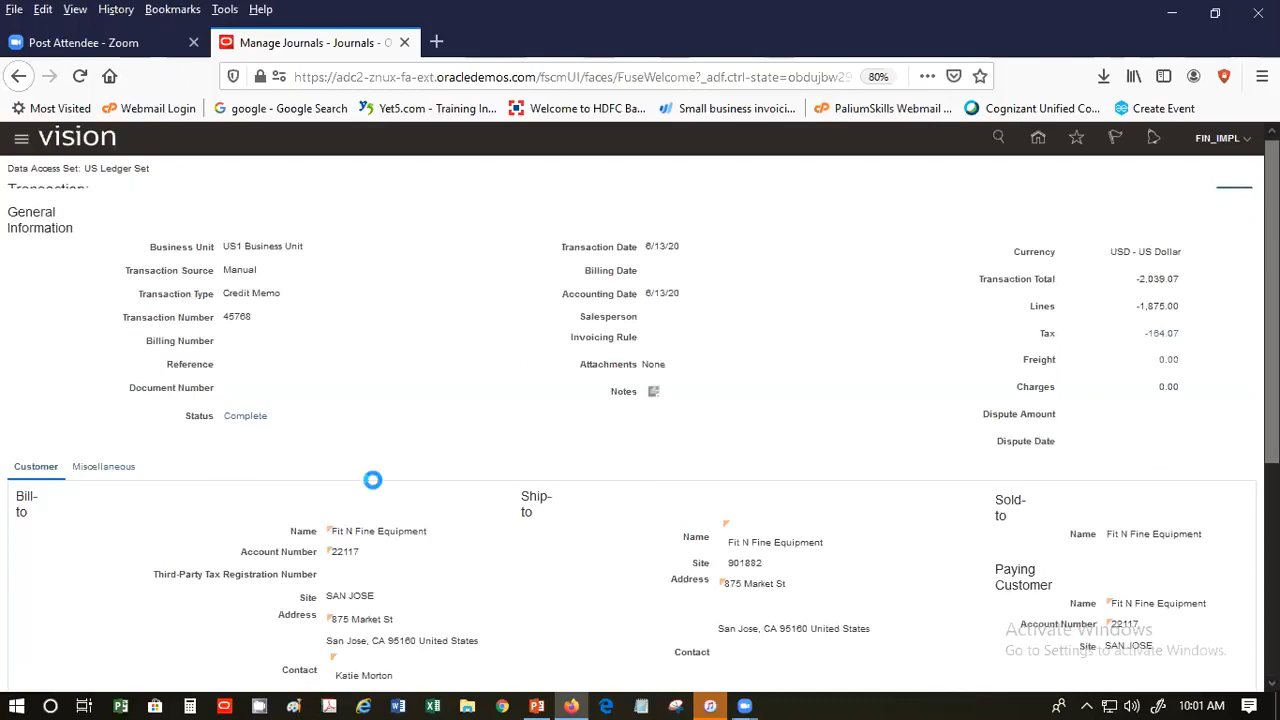 File Edit View History Bookmarks Tools Help
Post Attendee - Zoom
Manage Journals - Journals - O
https://adc2-znux-fa-ext.oracledemos.com/fscmUI/faces/FuseWelcome?_adf.ctrl-state=obdujbw29
80%
Most Visited
Webmail Login
google - Google Search
Yet5.com - Training In...
Welcome to HDFC Ba...
Small business invoici...
PaliumSkills Webmail ...
Cognizant Unified Co...
Create Event
vision
FIN_IMPL
Data Access Set: US Ledger Set
Transaction:
General
Information
Business Unit US1 Business Unit
Transaction Source Manual
Transaction Type Credit Memo
Transaction Number 45768
Billing Number
Reference
Document Number
Status Complete
Transaction Date 6/13/20
Billing Date
Accounting Date 6/13/20
Salesperson
Invoicing Rule
Attachments None
Notes
Currency USD - US Dollar
Transaction Total -2,039.07
Lines -1,875.00
Tax -164.07
Freight 0.00
Charges 0.00
Dispute Amount
Dispute Date
Customer Miscellaneous
Bill-
to
Name Fit N Fine Equipment
Account Number 22117
Third-Party Tax Registration Number
Site SAN JOSE
Address 875 Market St
San Jose, CA 95160 United States
Contact Katie Morton
Ship-
to
Name Fit N Fine Equipment
Site 901882
Address 875 Market St
San Jose, CA 95160 United States
Contact
Sold-
to
Name Fit N Fine Equipment
Paying
Customer
Name Fit N Fine Equipment
Account Number 22117
Site SAN JOSE
Activate Windows
Go to Settings to activate Windows.
10:01 AM